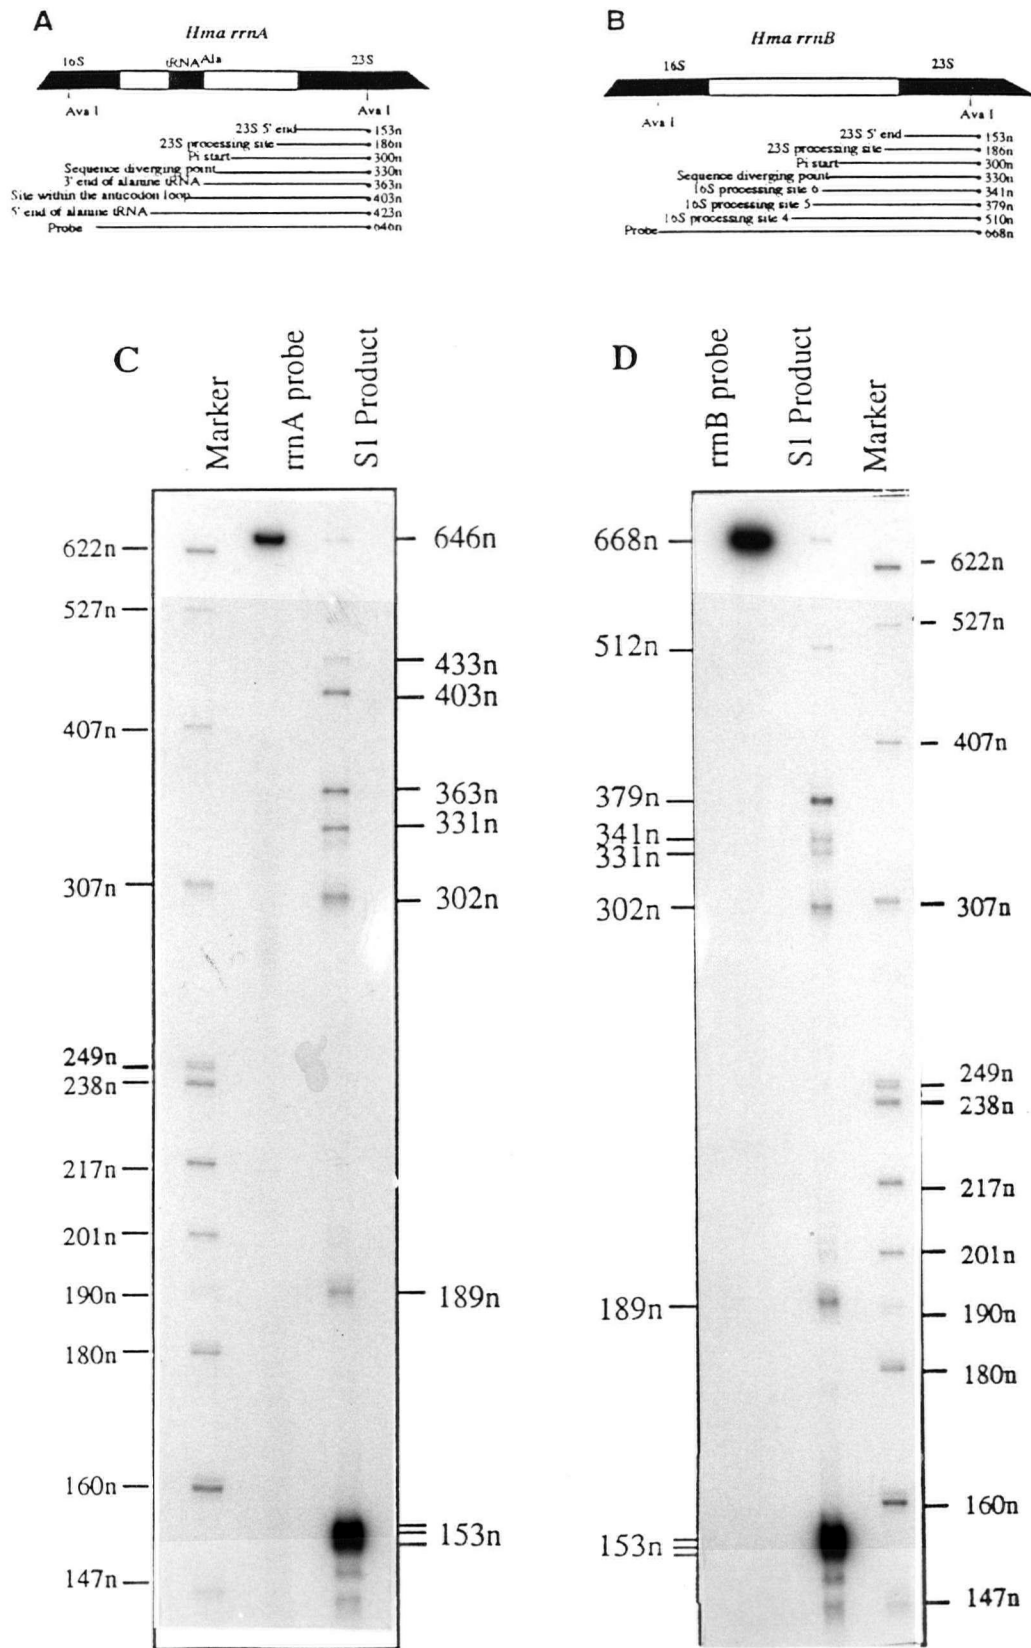 A
Hma rrnA
16S tRNA Ala 23S
Ava I Ava I
23S 5' end 153n
23S processing site 186n
Pi start 300n
Sequence diverging point 330n
3' end of alanine tRNA 363n
Site within the anticodon loop 403n
5' end of alanine tRNA 423n
Probe 646n
B
Hma rrnB
16S 23S
Ava I Ava I
23S 5' end 153n
23S processing site 186n
Pi start 300n
Sequence diverging point 330n
16S processing site 6 341n
16S processing site 5 379n
16S processing site 4 510n
Probe 668n
C
Marker
rrnA probe
S1 Product
622n
527n
407n
307n
249n
238n
217n
201n
190n
180n
160n
147n
646n
433n
403n
363n
331n
302n
189n
153n
D
rrnB probe
S1 Product
Marker
668n
512n
379n
341n
331n
302n
189n
153n
622n
527n
407n
307n
249n
238n
217n
201n
190n
180n
160n
147n